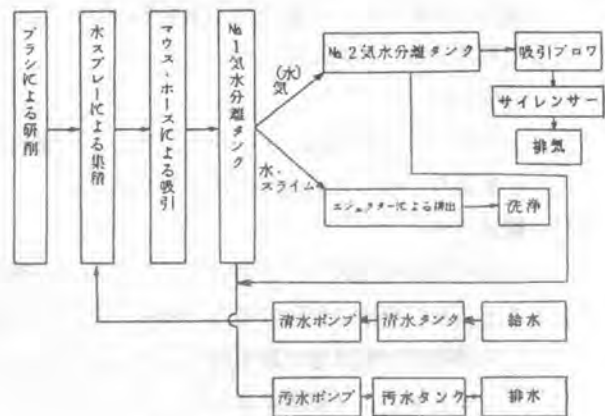 ブラシによる研削
水スプレーによる集積
マウス・ホースによる吸引
No.1気水分離タンク
(水)
気
水・
スライム
No.2気水分離タンク
吸引ブロワ
サイレンサー
排気
エジェクターによる排出
洗浄
清水ポンプ
清水タンク
給水
汚水ポンプ
汚水タンク
排水